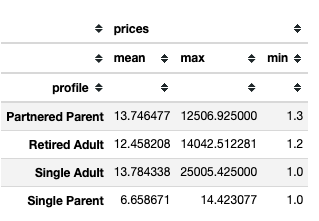 prices
mean max min
profile
Partnered Parent 13.746477 12506.925000 1.3
Retired Adult 12.458208 14042.512281 1.2
Single Adult 13.784338 25005.425000 1.0
Single Parent 6.658671 14.423077 1.0